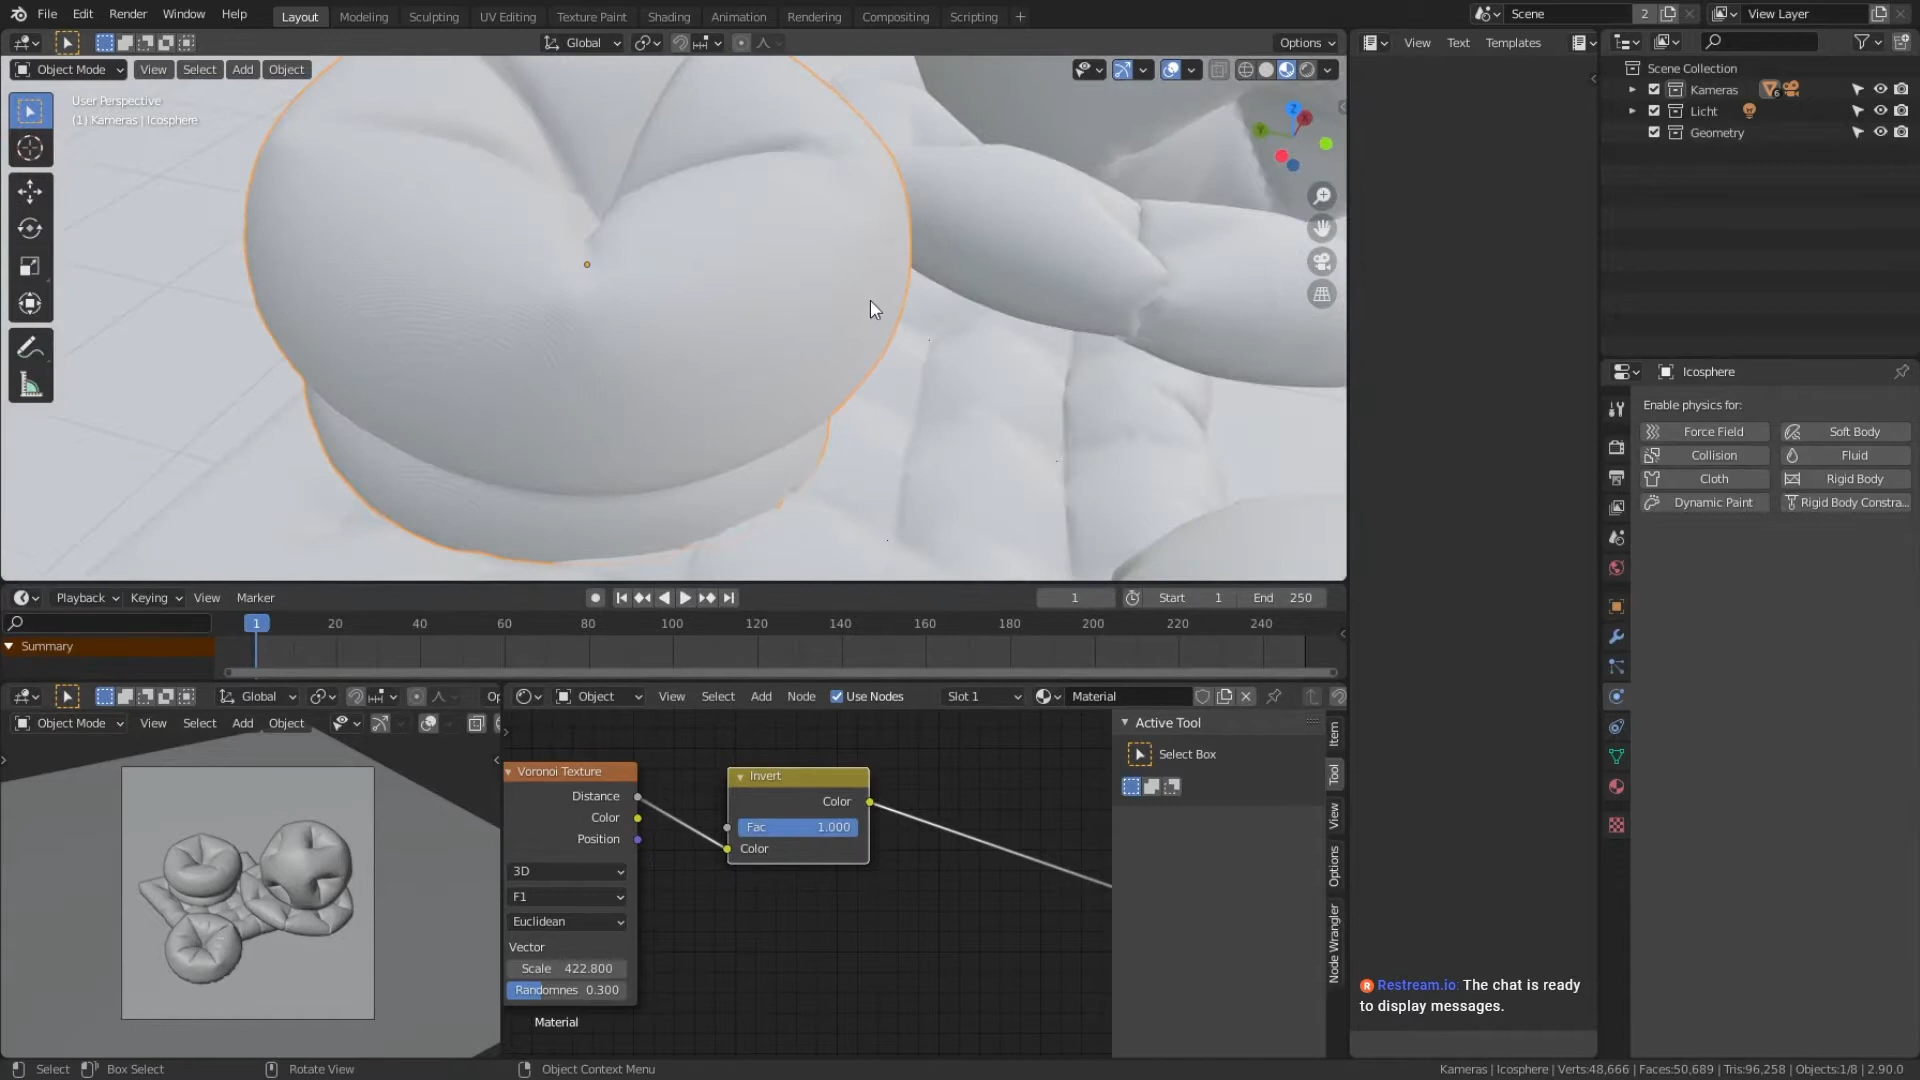 File Edit Render Window Help Layout Modeling Sculpting UV Editing Texture Paint Shading Animation Rendering Compositing Scripting + Scene 2 View Layer
Global Options View Text Templates
Object Mode View Select Add Object
User Perspective
(1) Kameras | Icosphere
Z
Y
X
Scene Collection
Kameras 6
Licht
Geometry
Icosphere
Enable physics for:
Force Field Soft Body
Collision Fluid
Cloth Rigid Body
Dynamic Paint Rigid Body Constra...
Playback Keying View Marker 1 Start 1 End 250
1 20 40 60 80 100 120 140 160 180 200 220 240
Summary
Global Op Object View Select Add Node Use Nodes Slot 1 Material
Object Mode View Select Add Object
Voronoi Texture
Distance
Color
Position
3D
F1
Euclidean
Vector
Scale 422.800
Randomnes 0.300
Material
Invert
Color
Fac 1.000
Color
Active Tool
Select Box
Item
Tool
View
Options
Node Wrangler
Restream.io: The chat is ready
to display messages.
Select Box Select Rotate View Object Context Menu Kameras | Icosphere | Verts:48,666 | Faces:50,689 | Tris:96,258 | Objects:1/8 | 2.90.0